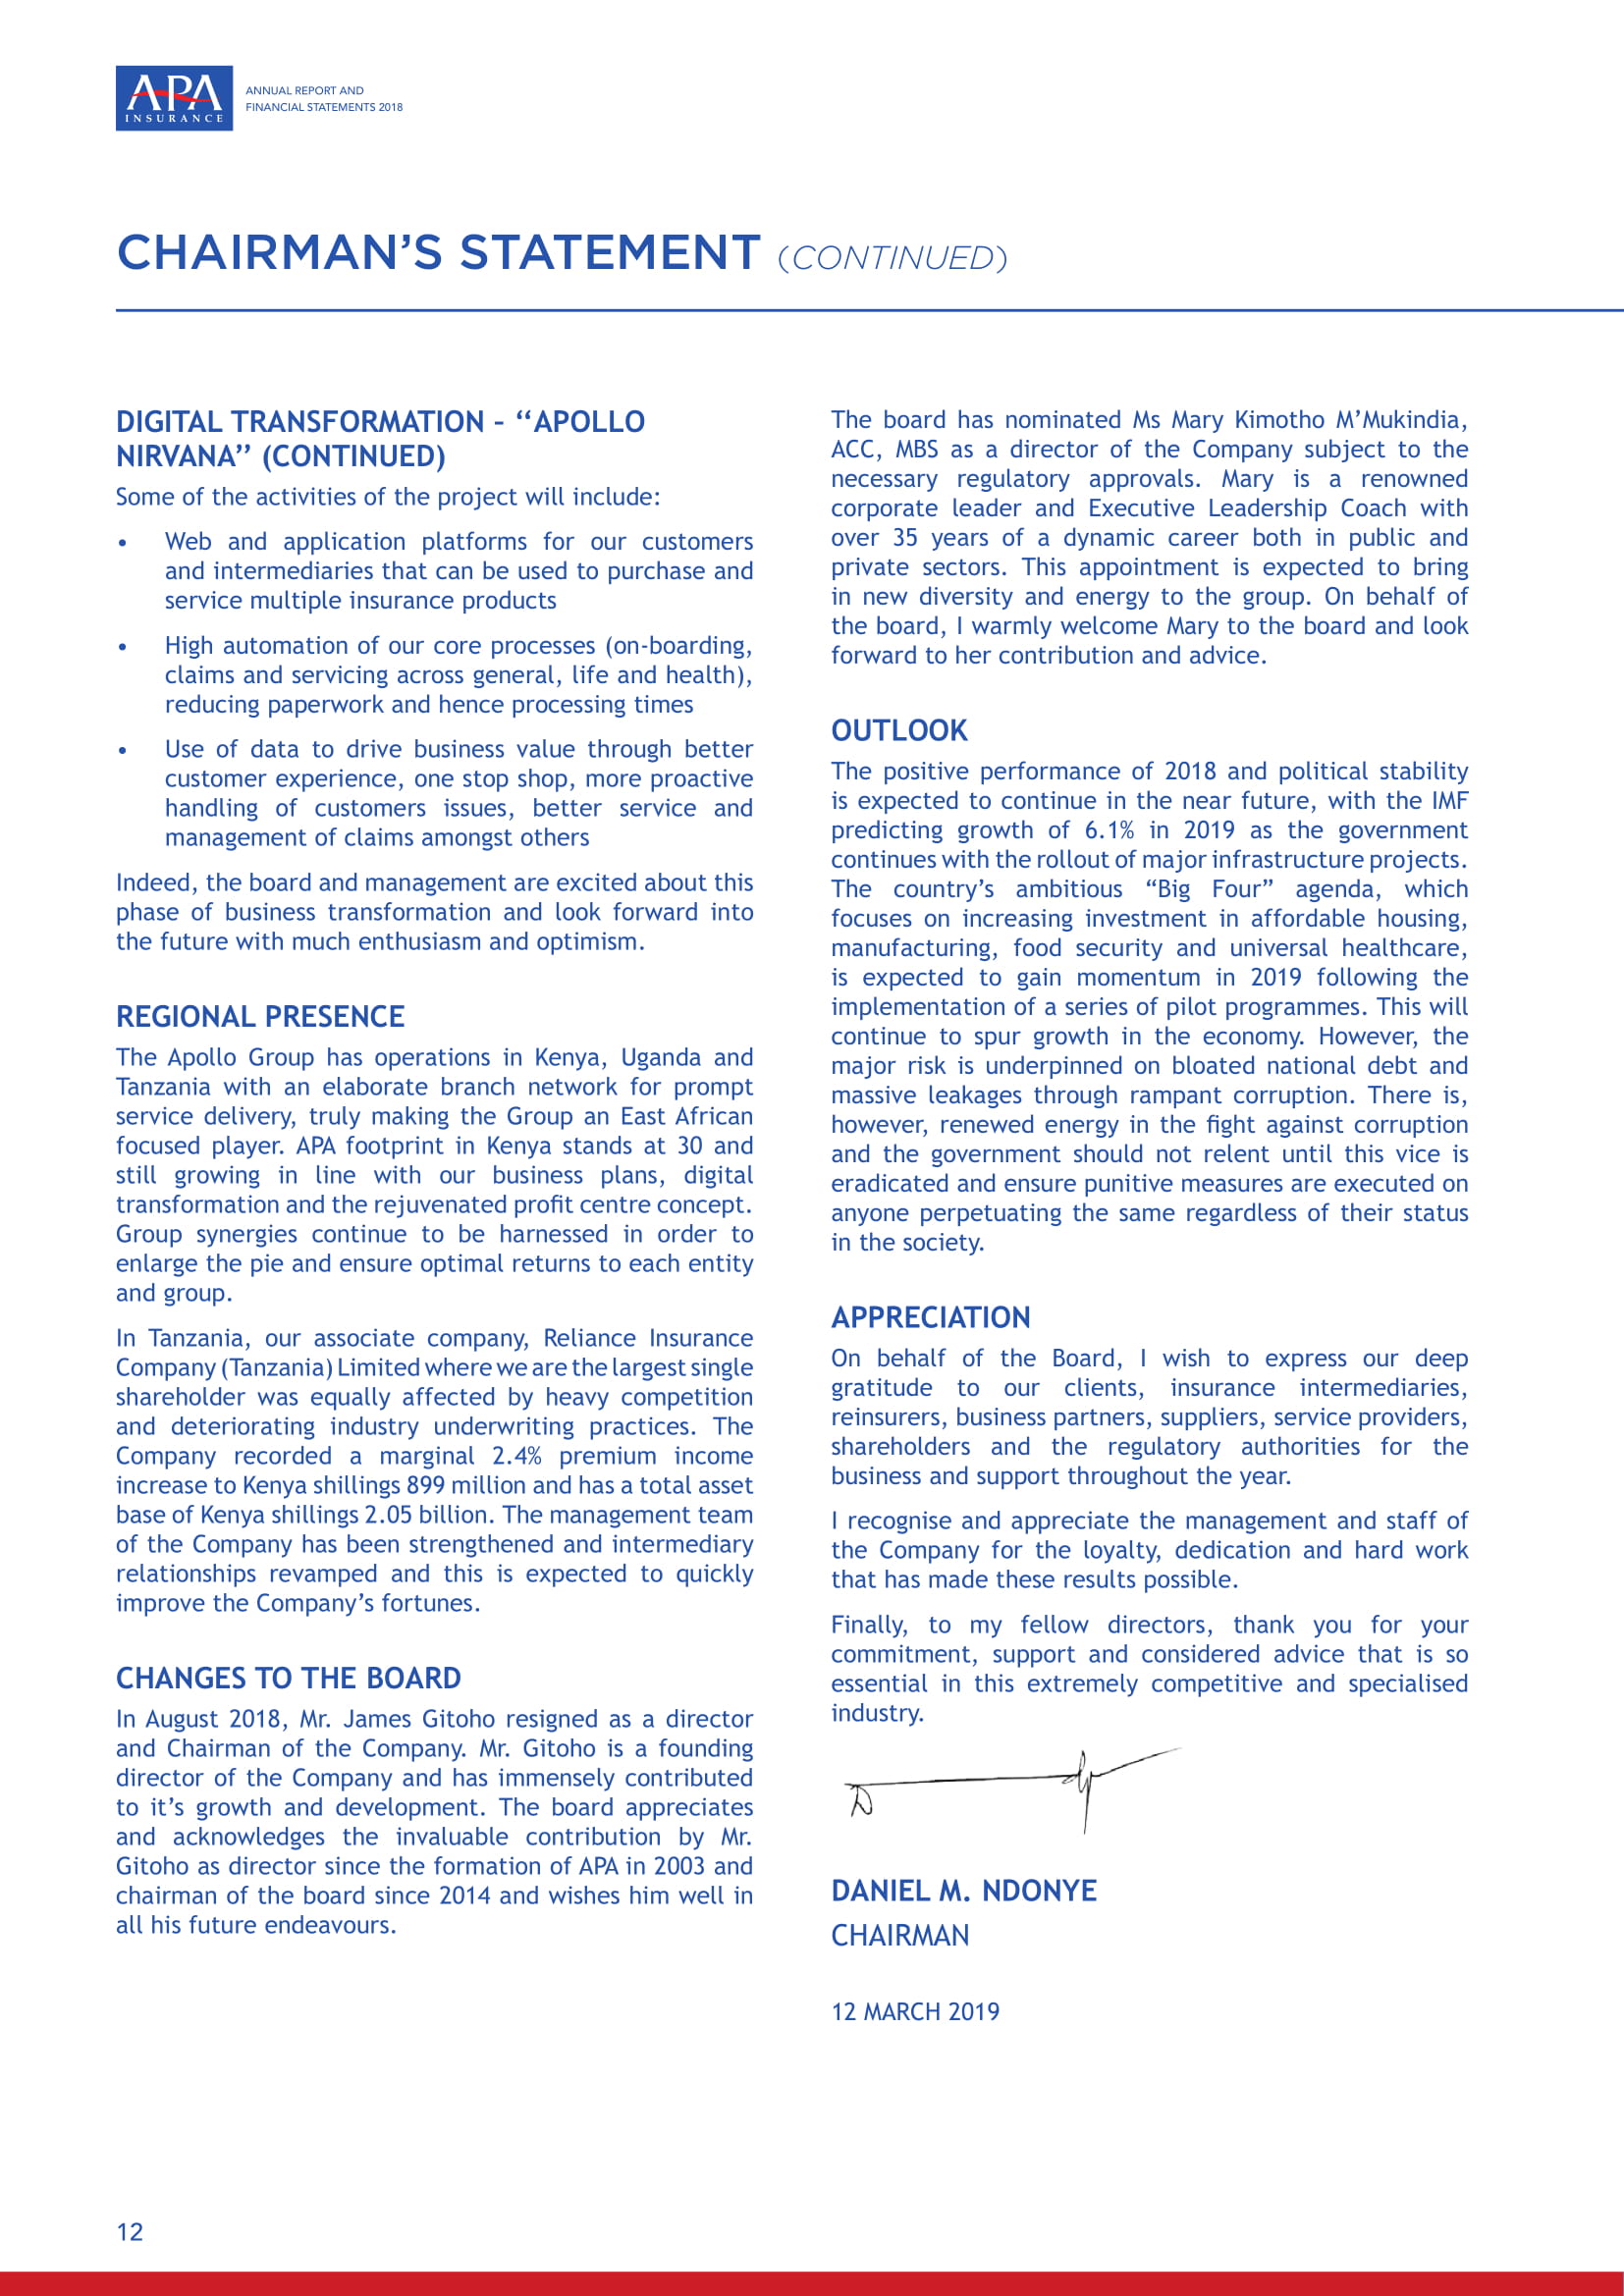 APA
INSURANCE
ANNUAL REPORT AND
FINANCIAL STATEMENTS 2018
CHAIRMAN’S STATEMENT (CONTINUED)
DIGITAL TRANSFORMATION – ‘‘APOLLO
NIRVANA’’ (CONTINUED)
Some of the activities of the project will include:
• Web and application platforms for our customers
and intermediaries that can be used to purchase and
service multiple insurance products
• High automation of our core processes (on-boarding,
claims and servicing across general, life and health),
reducing paperwork and hence processing times
• Use of data to drive business value through better
customer experience, one stop shop, more proactive
handling of customers issues, better service and
management of claims amongst others
Indeed, the board and management are excited about this
phase of business transformation and look forward into
the future with much enthusiasm and optimism.
REGIONAL PRESENCE
The Apollo Group has operations in Kenya, Uganda and
Tanzania with an elaborate branch network for prompt
service delivery, truly making the Group an East African
focused player. APA footprint in Kenya stands at 30 and
still growing in line with our business plans, digital
transformation and the rejuvenated profit centre concept.
Group synergies continue to be harnessed in order to
enlarge the pie and ensure optimal returns to each entity
and group.
In Tanzania, our associate company, Reliance Insurance
Company (Tanzania) Limited where we are the largest single
shareholder was equally affected by heavy competition
and deteriorating industry underwriting practices. The
Company recorded a marginal 2.4% premium income
increase to Kenya shillings 899 million and has a total asset
base of Kenya shillings 2.05 billion. The management team
of the Company has been strengthened and intermediary
relationships revamped and this is expected to quickly
improve the Company’s fortunes.
CHANGES TO THE BOARD
In August 2018, Mr. James Gitoho resigned as a director
and Chairman of the Company. Mr. Gitoho is a founding
director of the Company and has immensely contributed
to it’s growth and development. The board appreciates
and acknowledges the invaluable contribution by Mr.
Gitoho as director since the formation of APA in 2003 and
chairman of the board since 2014 and wishes him well in
all his future endeavours.
The board has nominated Ms Mary Kimotho M’Mukindia,
ACC, MBS as a director of the Company subject to the
necessary regulatory approvals. Mary is a renowned
corporate leader and Executive Leadership Coach with
over 35 years of a dynamic career both in public and
private sectors. This appointment is expected to bring
in new diversity and energy to the group. On behalf of
the board, I warmly welcome Mary to the board and look
forward to her contribution and advice.
OUTLOOK
The positive performance of 2018 and political stability
is expected to continue in the near future, with the IMF
predicting growth of 6.1% in 2019 as the government
continues with the rollout of major infrastructure projects.
The country’s ambitious “Big Four” agenda, which
focuses on increasing investment in affordable housing,
manufacturing, food security and universal healthcare,
is expected to gain momentum in 2019 following the
implementation of a series of pilot programmes. This will
continue to spur growth in the economy. However, the
major risk is underpinned on bloated national debt and
massive leakages through rampant corruption. There is,
however, renewed energy in the fight against corruption
and the government should not relent until this vice is
eradicated and ensure punitive measures are executed on
anyone perpetuating the same regardless of their status
in the society.
APPRECIATION
On behalf of the Board, I wish to express our deep
gratitude to our clients, insurance intermediaries,
reinsurers, business partners, suppliers, service providers,
shareholders and the regulatory authorities for the
business and support throughout the year.
I recognise and appreciate the management and staff of
the Company for the loyalty, dedication and hard work
that has made these results possible.
Finally, to my fellow directors, thank you for your
commitment, support and considered advice that is so
essential in this extremely competitive and specialised
industry.
DANIEL M. NDONYE
CHAIRMAN
12 MARCH 2019
12